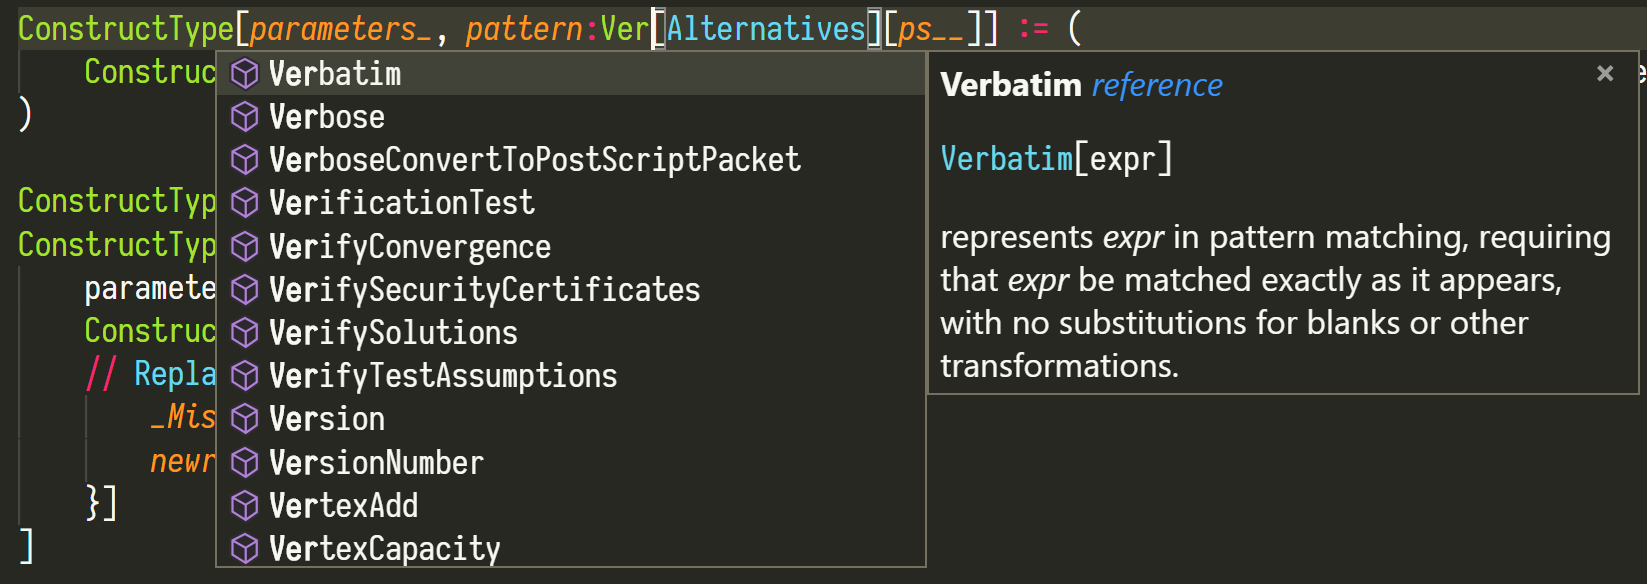 ConstructType[parameters_, pattern:Ver[Alternatives][ps__]] := (
Construc
)
ConstructTyp
ConstructTyp
paramete
Construc
// Repla
_Mis
newr
}]
]
Verbatim
Verbose
VerboseConvertToPostScriptPacket
VerificationTest
VerifyConvergence
VerifySecurityCertificates
VerifySolutions
VerifyTestAssumptions
Version
VersionNumber
VertexAdd
VertexCapacity
Verbatim reference
Verbatim[expr]
represents expr in pattern matching, requiring
that expr be matched exactly as it appears,
with no substitutions for blanks or other
transformations.